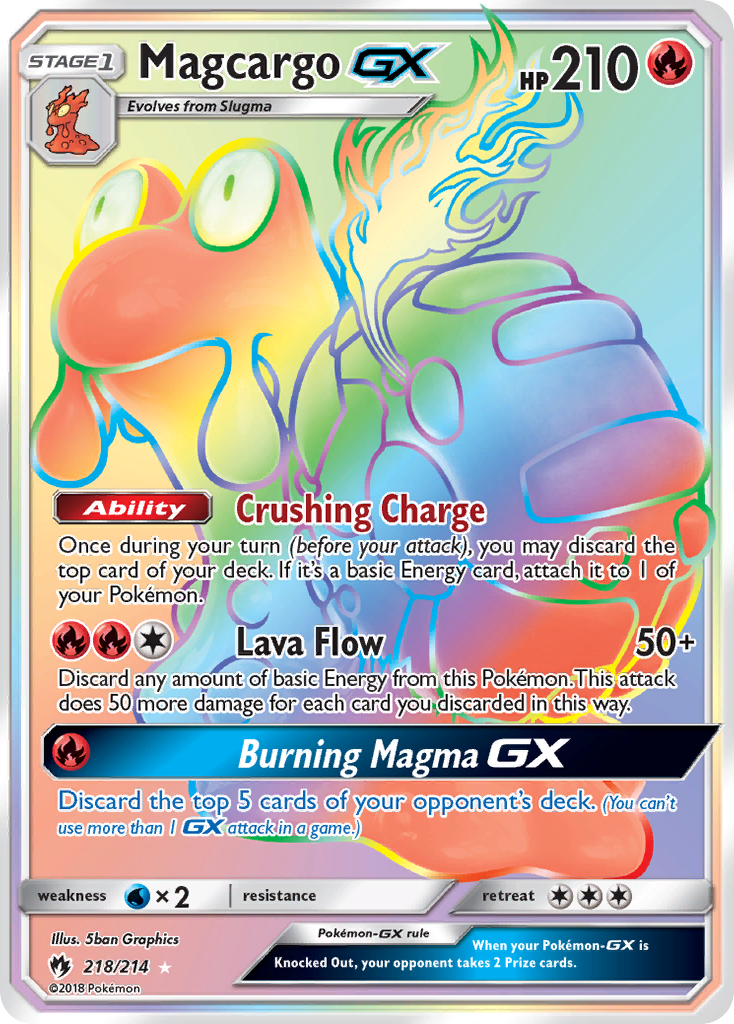 STAGE 1 Magcargo GX HP 210
Evolves from Slugma
Ability Crushing Charge
Once during your turn (before your attack), you may discard the
top card of your deck. If it's a basic Energy card, attach it to 1 of
your Pokémon.
Lava Flow 50+
Discard any amount of basic Energy from this Pokémon. This attack
does 50 more damage for each card you discarded in this way.
Burning Magma GX
Discard the top 5 cards of your opponent's deck. (You can't
use more than 1 GX attack in a game.)
weakness ×2 resistance retreat
Illus. 5ban Graphics
218/214
©2018 Pokémon
Pokémon-GX rule
When your Pokémon-GX is
Knocked Out, your opponent takes 2 Prize cards.